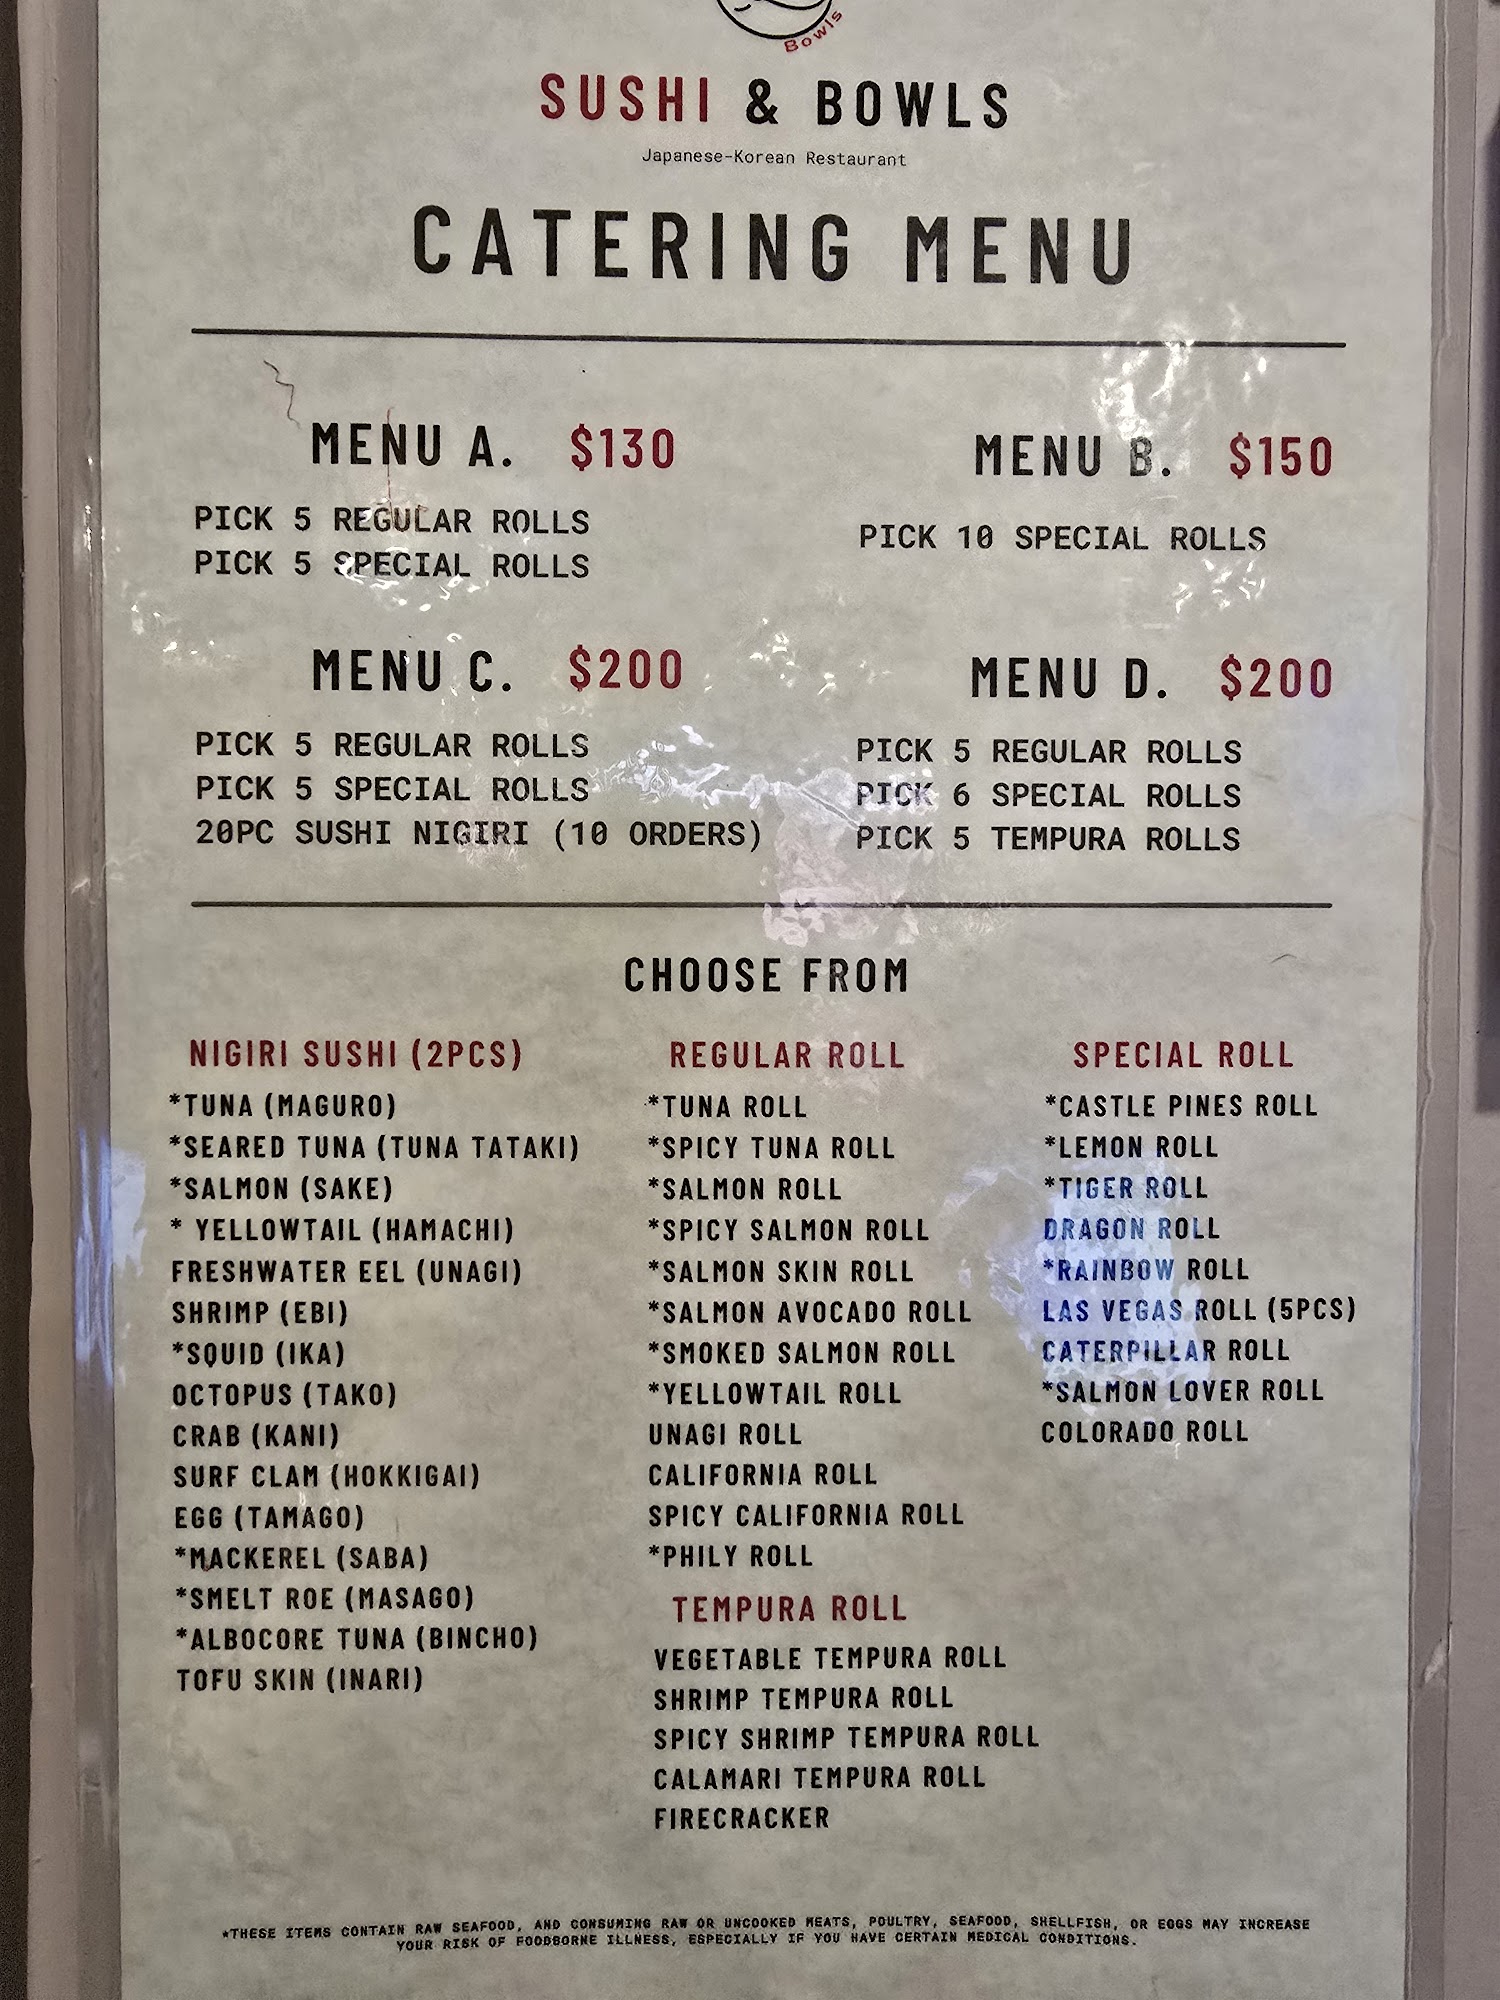 Bowls
SUSHI & BOWLS
Japanese-Korean Restaurant
CATERING MENU
MENU A. $130
PICK 5 REGULAR ROLLS
PICK 5 SPECIAL ROLLS
MENU B. $150
PICK 10 SPECIAL ROLLS
MENU C. $200
PICK 5 REGULAR ROLLS
PICK 5 SPECIAL ROLLS
20PC SUSHI NIGIRI (10 ORDERS)
MENU D. $200
PICK 5 REGULAR ROLLS
PICK 6 SPECIAL ROLLS
PICK 5 TEMPURA ROLLS
CHOOSE FROM
NIGIRI SUSHI (2PCS)
*TUNA (MAGURO)
*SEARED TUNA (TUNA TATAKI)
*SALMON (SAKE)
* YELLOWTAIL (HAMACHI)
FRESHWATER EEL (UNAGI)
SHRIMP (EBI)
*SQUID (IKA)
OCTOPUS (TAKO)
CRAB (KANI)
SURF CLAM (HOKKIGAI)
EGG (TAMAGO)
*MACKEREL (SABA)
*SMELT ROE (MASAGO)
*ALBOCORE TUNA (BINCHO)
TOFU SKIN (INARI)
REGULAR ROLL
*TUNA ROLL
*SPICY TUNA ROLL
*SALMON ROLL
*SPICY SALMON ROLL
*SALMON SKIN ROLL
*SALMON AVOCADO ROLL
*SMOKED SALMON ROLL
*YELLOWTAIL ROLL
UNAGI ROLL
CALIFORNIA ROLL
SPICY CALIFORNIA ROLL
*PHILY ROLL
TEMPURA ROLL
VEGETABLE TEMPURA ROLL
SHRIMP TEMPURA ROLL
SPICY SHRIMP TEMPURA ROLL
CALAMARI TEMPURA ROLL
FIRECRACKER
SPECIAL ROLL
*CASTLE PINES ROLL
*LEMON ROLL
*TIGER ROLL
DRAGON ROLL
*RAINBOW ROLL
LAS VEGAS ROLL (5PCS)
CATERPILLAR ROLL
*SALMON LOVER ROLL
COLORADO ROLL
*THESE ITEMS CONTAIN RAW SEAFOOD, AND CONSUMING RAW OR UNCOOKED MEATS, POULTRY, SEAFOOD, SHELLFISH, OR EGGS MAY INCREASE
YOUR RISK OF FOODBORNE ILLNESS, ESPECIALLY IF YOU HAVE CERTAIN MEDICAL CONDITIONS.